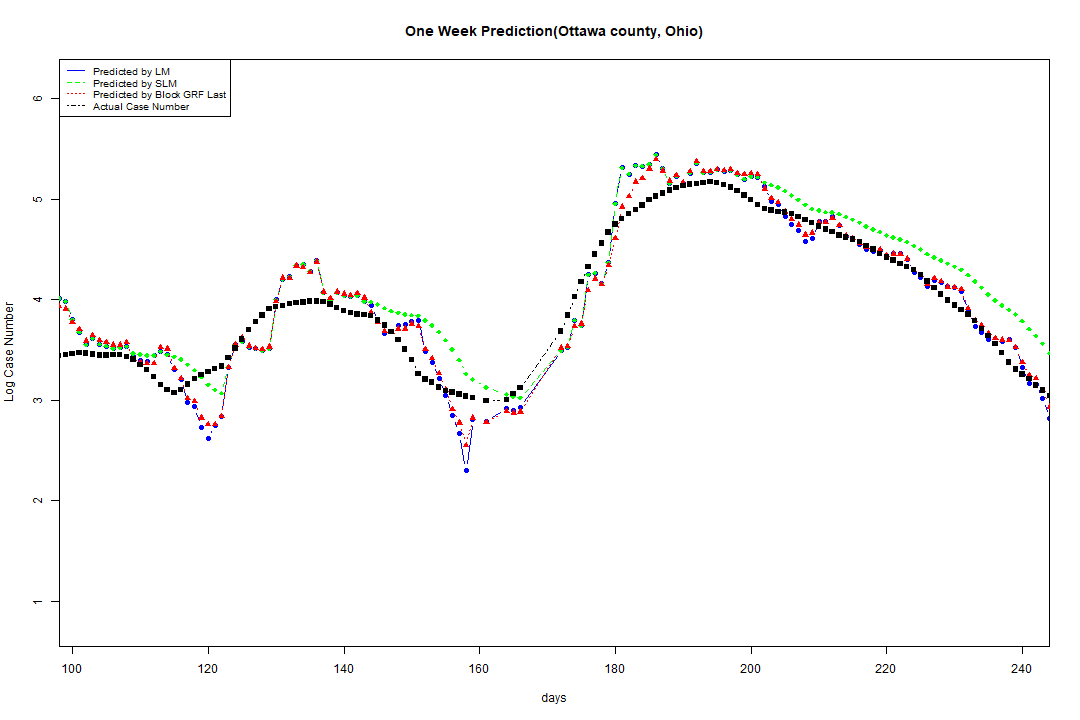 One Week Prediction(Ottawa county, Ohio)
Predicted by LM
Predicted by SLM
Predicted by Block GRF Last
Actual Case Number
6
5
4
3
2
1
Log Case Number
100 120 140 160 180 200 220 240
days